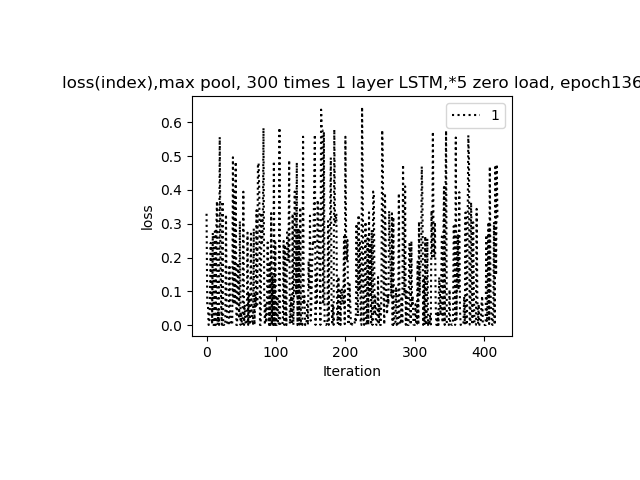 loss(index),max pool, 300 times 1 layer LSTM,*5 zero load, epoch136
1
loss
0.6
0.5
0.4
0.3
0.2
0.1
0.0
0 100 200 300 400
Iteration